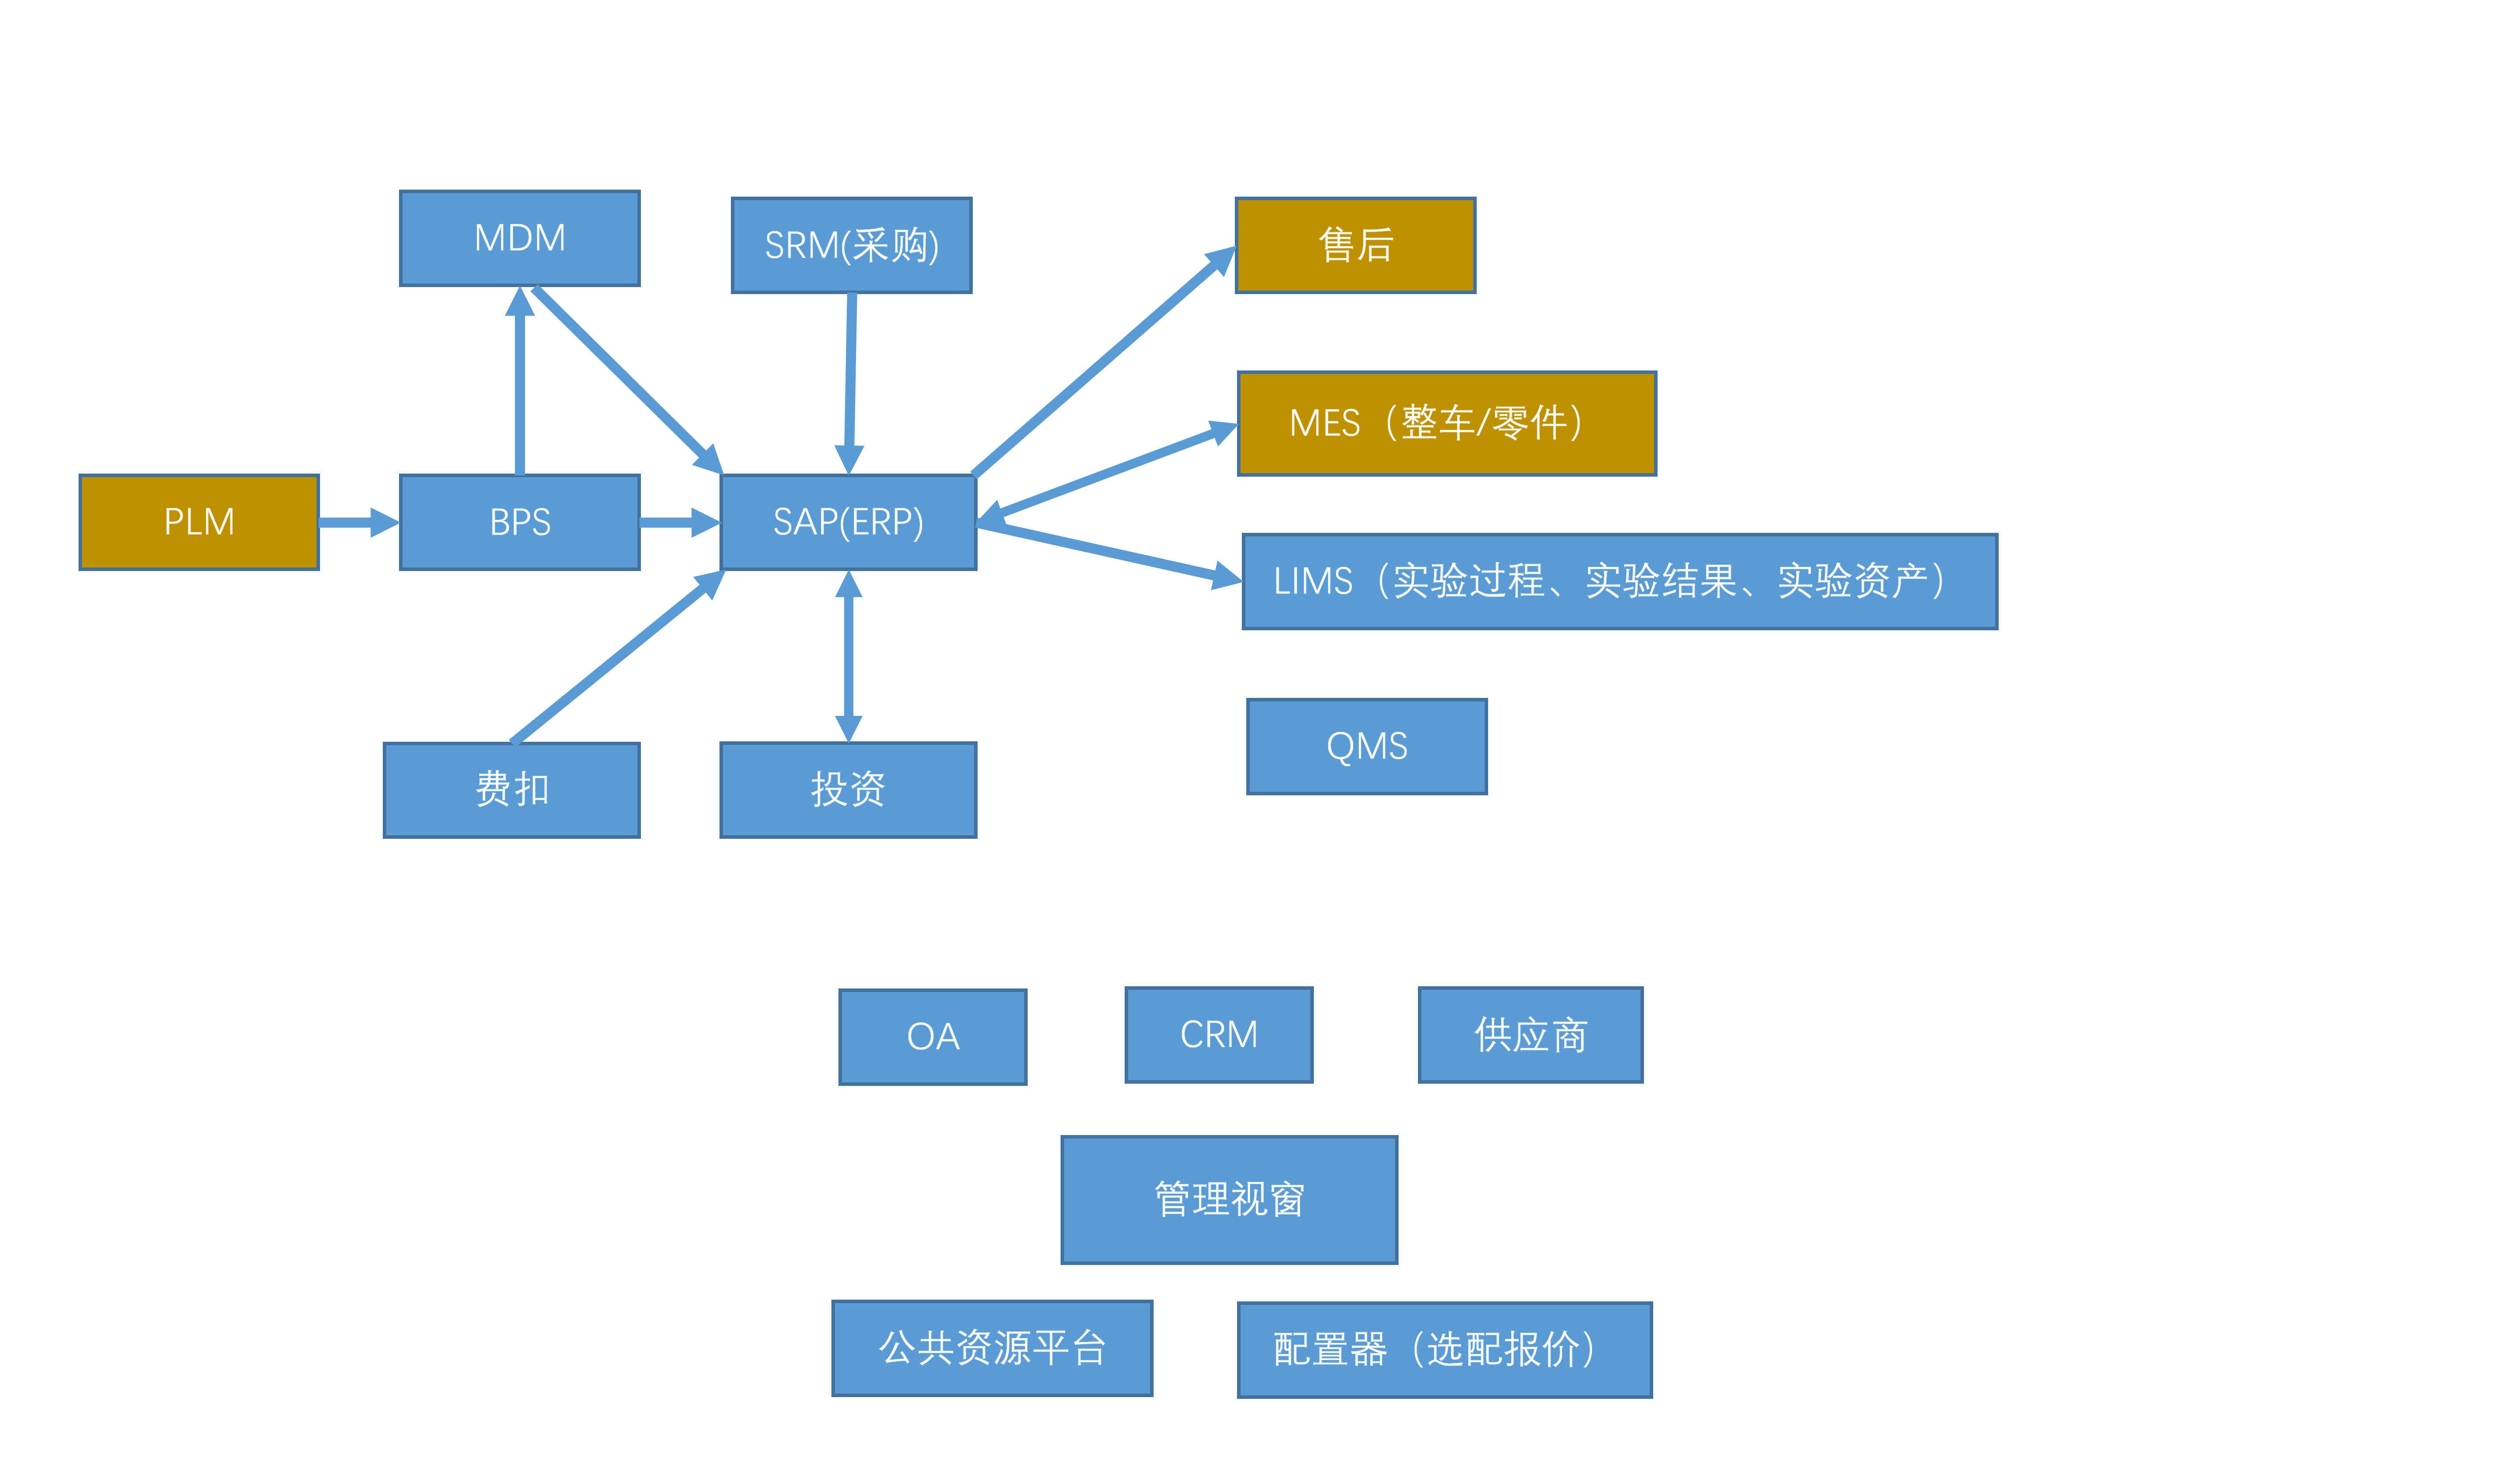 MDM
SRM(采购)
售后
MES（整车/零件）
PLM
BPS
SAP(ERP)
LIMS（实验过程、实验结果、实验资产）
QMS
费扣
投资
OA
CRM
供应商
管理视窗
公共资源平台
配置器（选配报价）